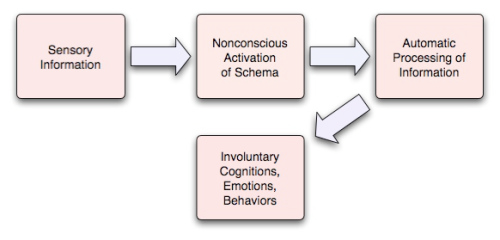 Sensory
Information
Nonconscious
Activation
of Schema
Automatic
Processing of
Information
Involuntary
Cognitions,
Emotions,
Behaviors